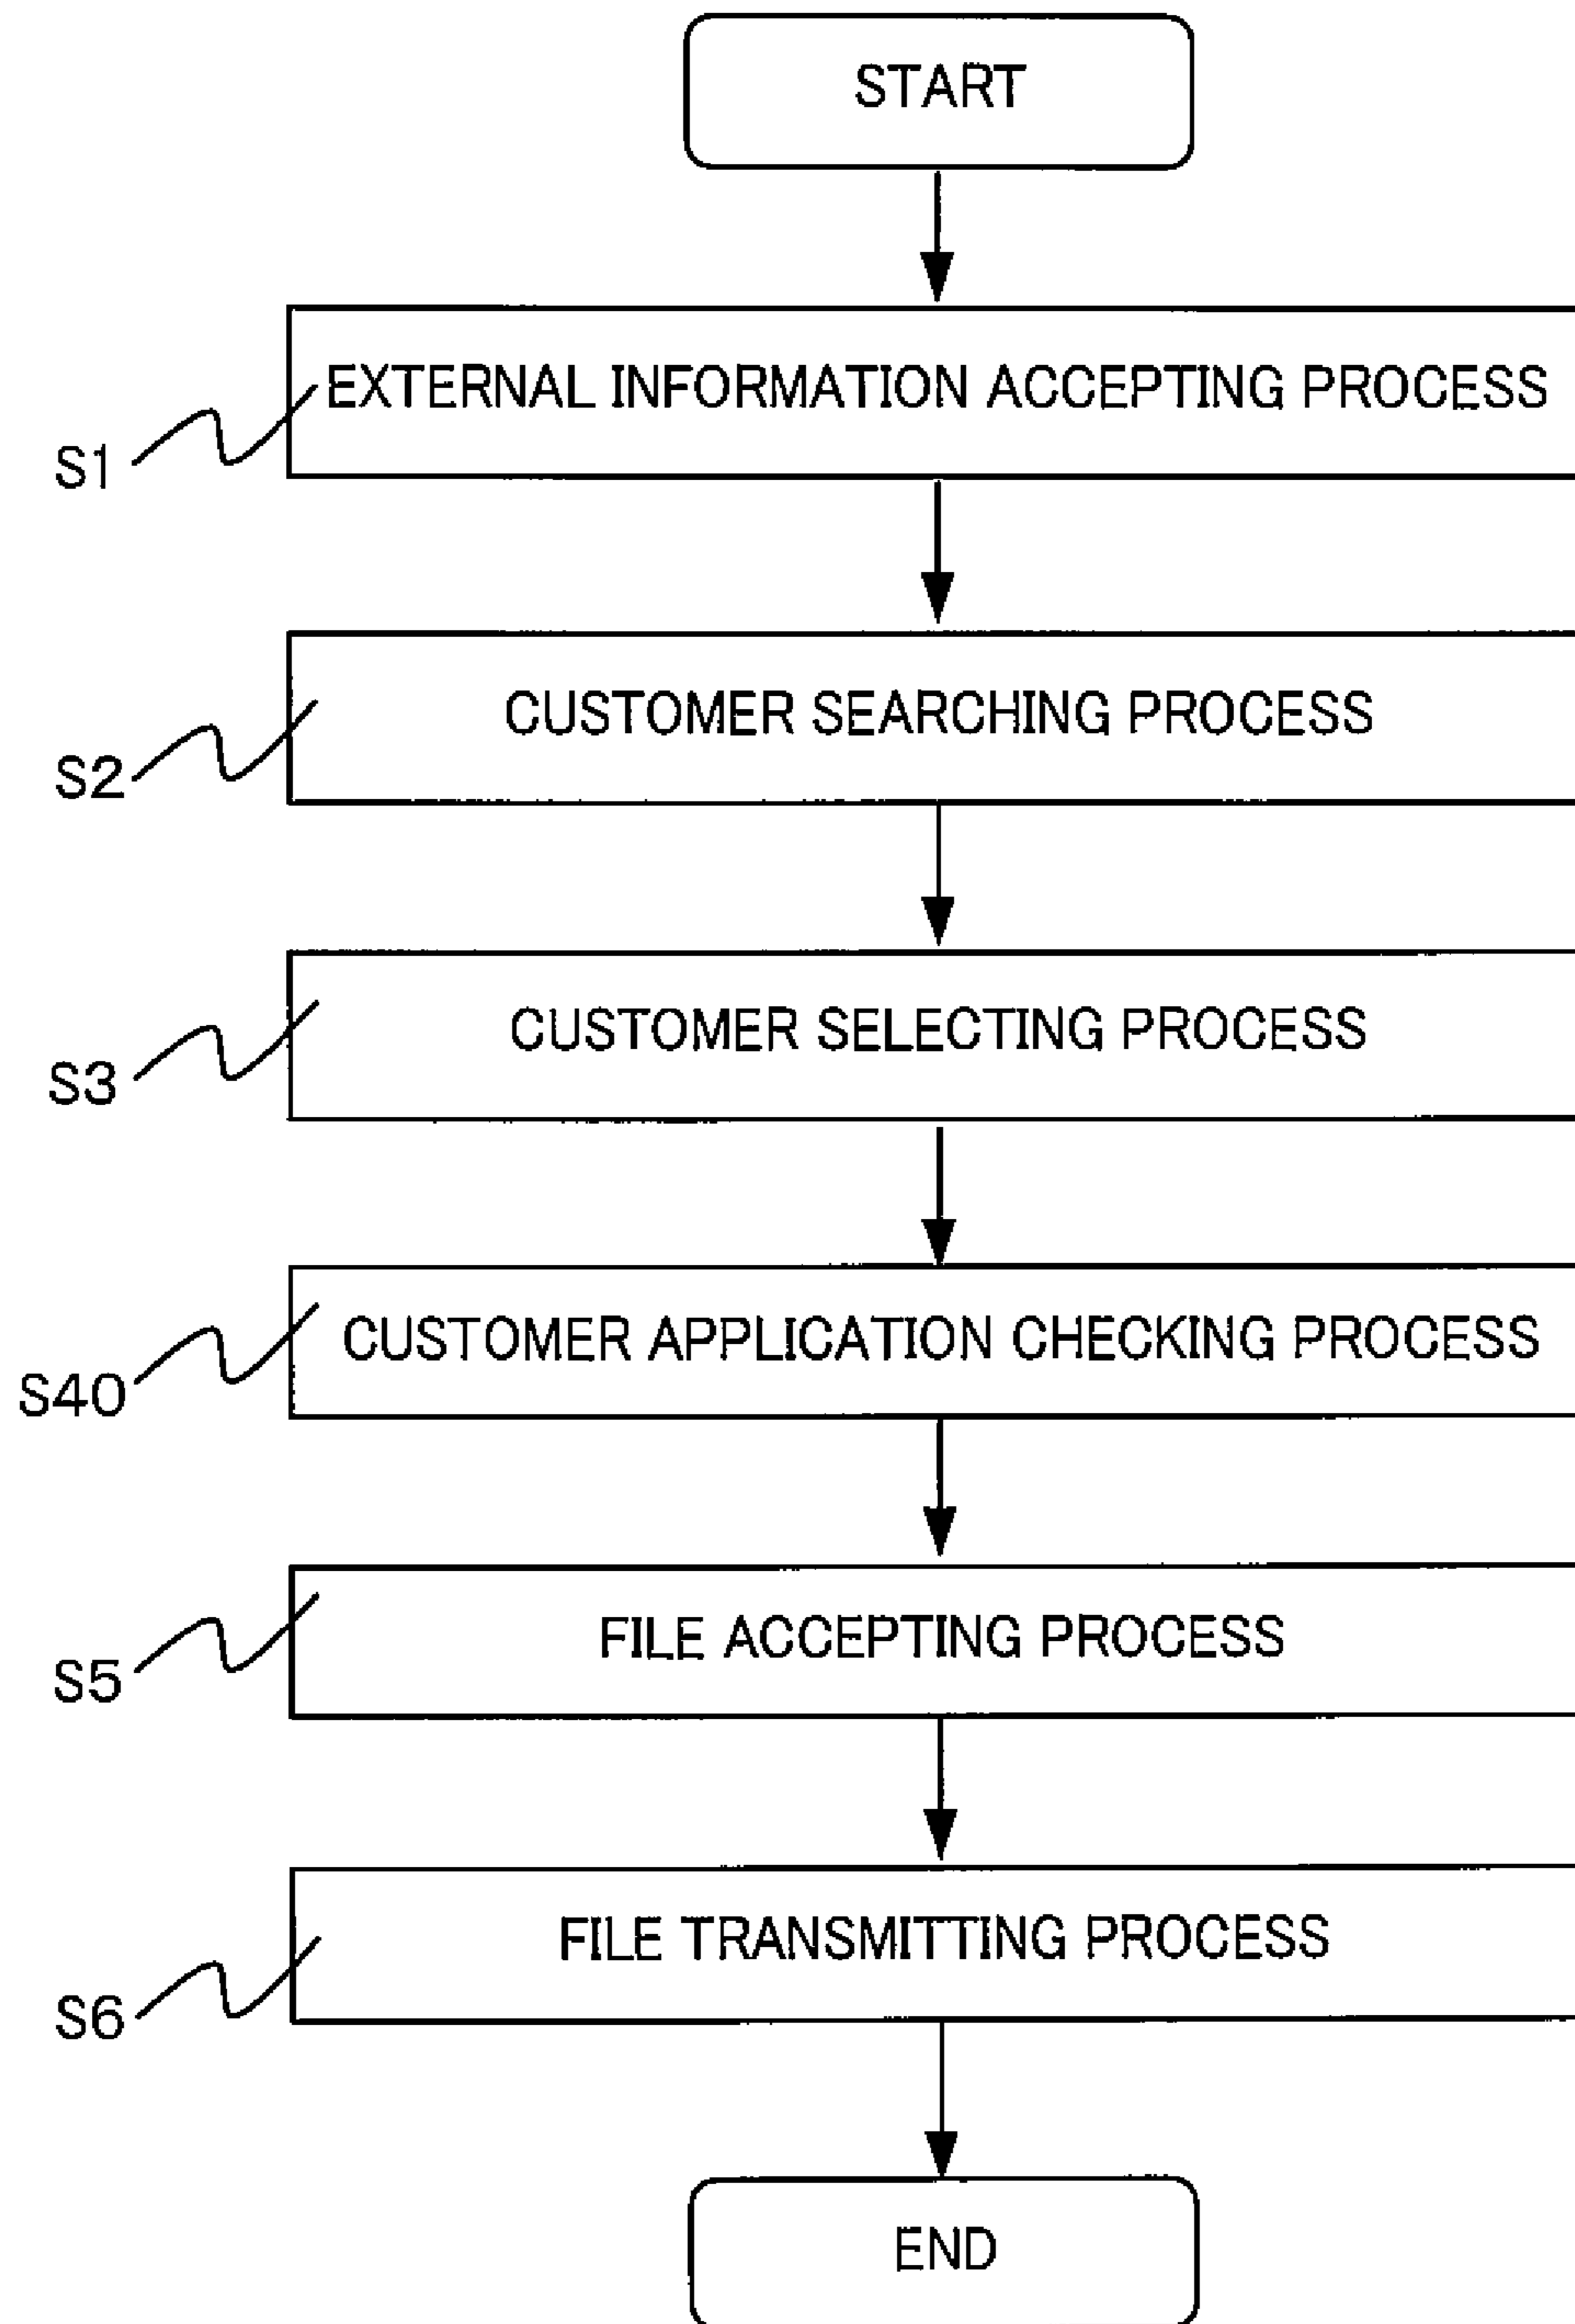 START
EXTERNAL INFORMATION ACCEPTING PROCESS
S1
CUSTOMER SEARCHING PROCESS
S2
CUSTOMER SELECTING PROCESS
S3
CUSTOMER APPLICATION CHECKING PROCESS
S40
FILE ACCEPTING PROCESS
S5
FILE TRANSMITTING PROCESS
S6
END